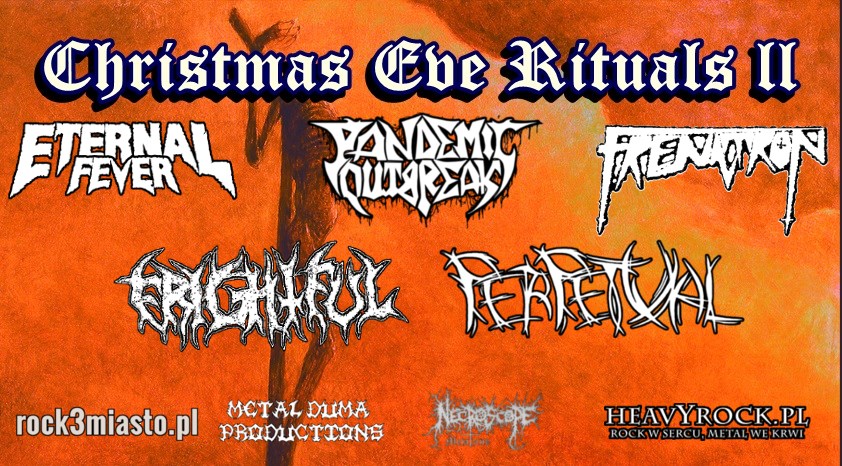 Christmas Eve Rituals II
ETERNAL
FEVER
PANDEMIC
OUTBREAK
FRIGHTFUL
PERPETUAL
rock3miasto.pl
METAL DUMA
PRODUCTIONS
NECROSCOPE
HEAVYROCK.PL
ROCK W SERCU, METAL WE KRWI